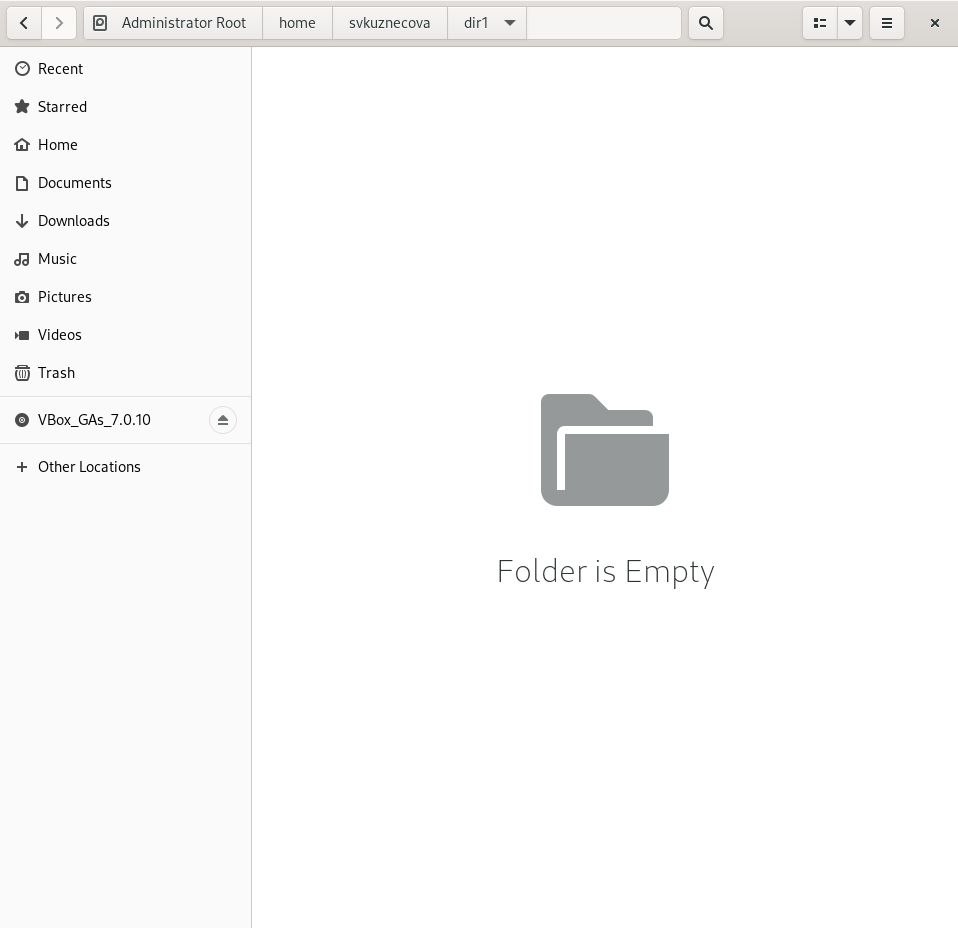 Administrator Root home svkuznecova dir1
Recent
Starred
Home
Documents
Downloads
Music
Pictures
Videos
Trash
VBox_GAs_7.0.10
Other Locations
Folder is Empty